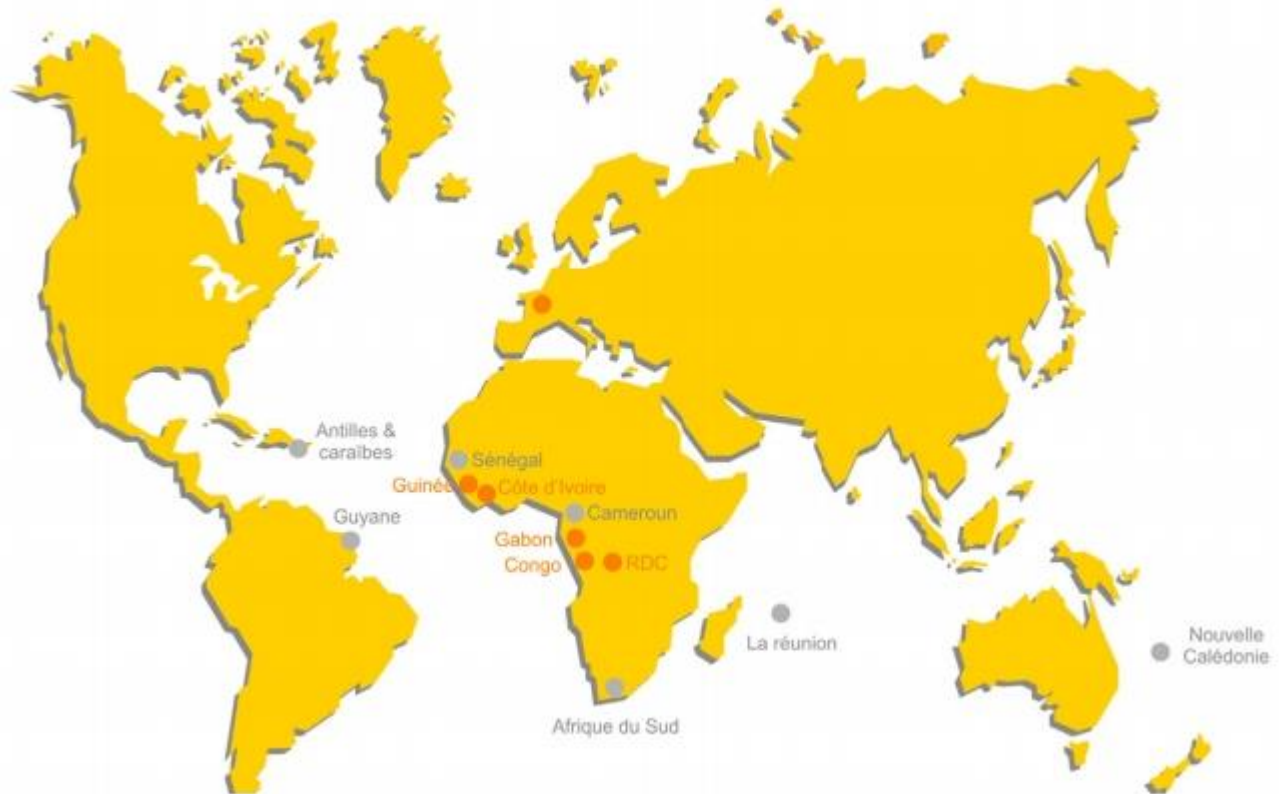 Antilles &
caraïbes
Sénégal
Guinée
Côte d'Ivoire
Guyane
Cameroun
Gabon
Congo
RDC
La réunion
Nouvelle
Calédonie
Afrique du Sud